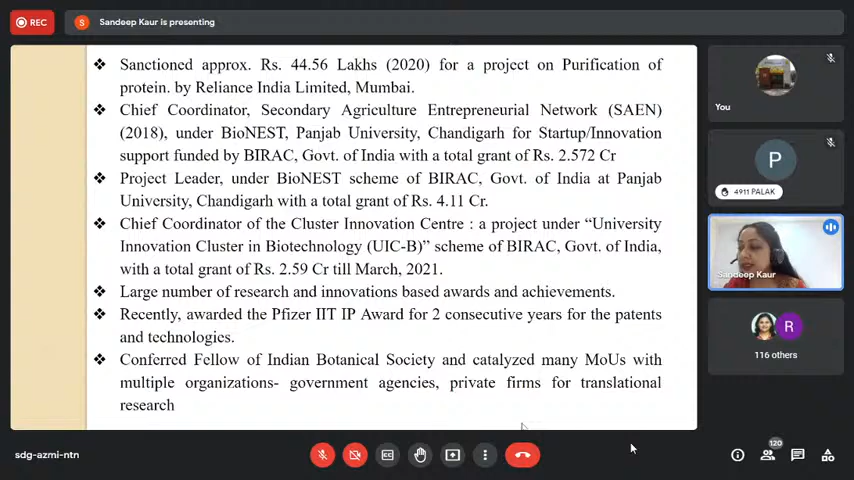 REC
S Sandeep Kaur is presenting
❖ Sanctioned approx. Rs. 44.56 Lakhs (2020) for a project on Purification of
protein. by Reliance India Limited, Mumbai.
❖ Chief Coordinator, Secondary Agriculture Entrepreneurial Network (SAEN)
(2018), under BioNEST, Panjab University, Chandigarh for Startup/Innovation
support funded by BIRAC, Govt. of India with a total grant of Rs. 2.572 Cr
❖ Project Leader, under BioNEST scheme of BIRAC, Govt. of India at Panjab
University, Chandigarh with a total grant of Rs. 4.11 Cr.
❖ Chief Coordinator of the Cluster Innovation Centre : a project under “University
Innovation Cluster in Biotechnology (UIC-B)” scheme of BIRAC, Govt. of India,
with a total grant of Rs. 2.59 Cr till March, 2021.
❖ Large number of research and innovations based awards and achievements.
❖ Recently, awarded the Pfizer IIT IP Award for 2 consecutive years for the patents
and technologies.
❖ Conferred Fellow of Indian Botanical Society and catalyzed many MoUs with
multiple organizations- government agencies, private firms for translational
research
You
P
4911 PALAK
Sandeep Kaur
R
116 others
sdg-azmi-ntn
CC
120